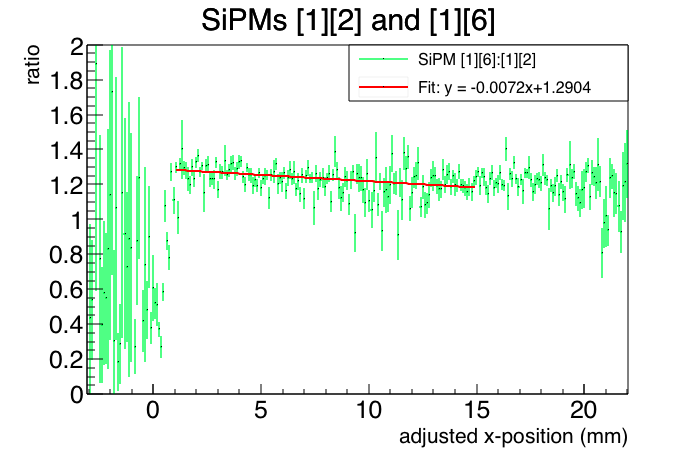 SiPMs [1][2] and [1][6]
ratio
2
1.8
1.6
1.4
1.2
1
0.8
0.6
0.4
0.2
0
SiPM [1][6]:[1][2]
Fit: y = -0.0072x+1.2904
0 5 10 15 20
adjusted x-position (mm)